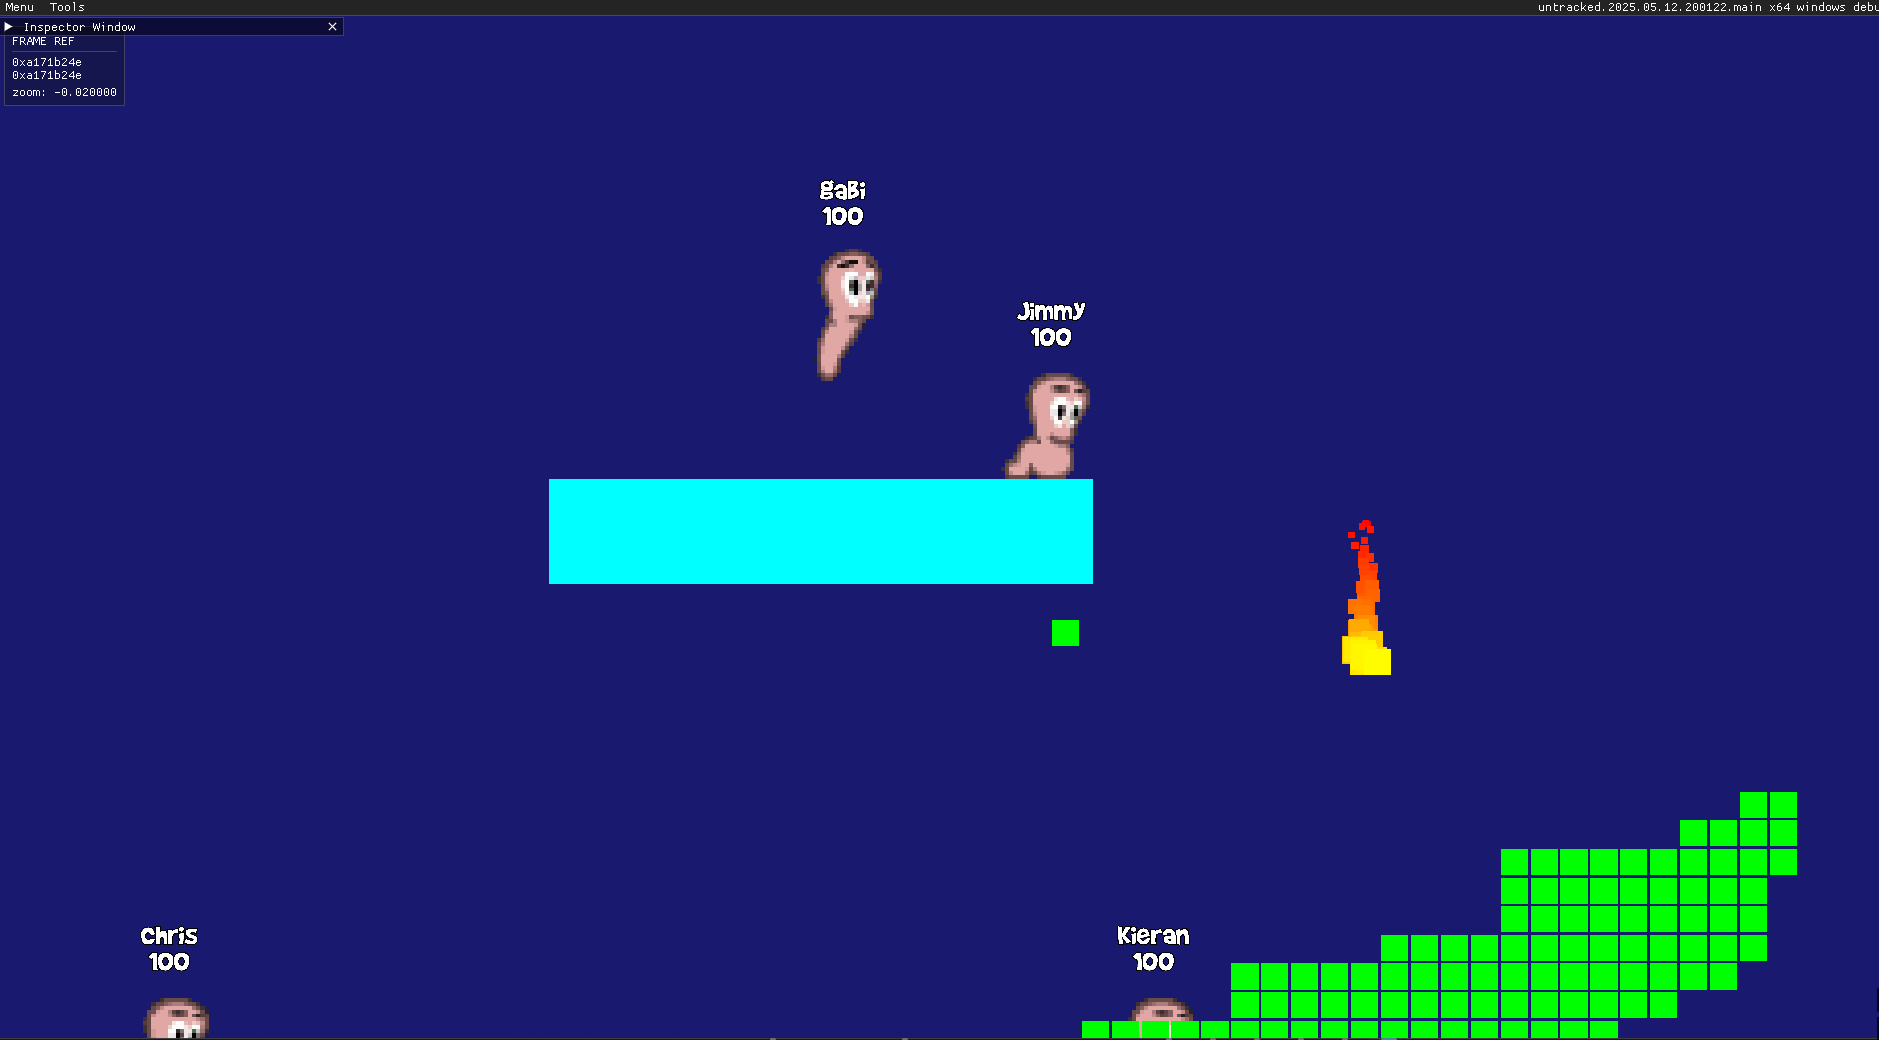 Menu Tools
untracked.2025.05.12.200122.main x64 windows debu
Inspector Window
FRAME REF
0xa171b24e
0xa171b24e
zoom: -0.020000
gaBi
100
Jimmy
100
Chris
100
Kieran
100